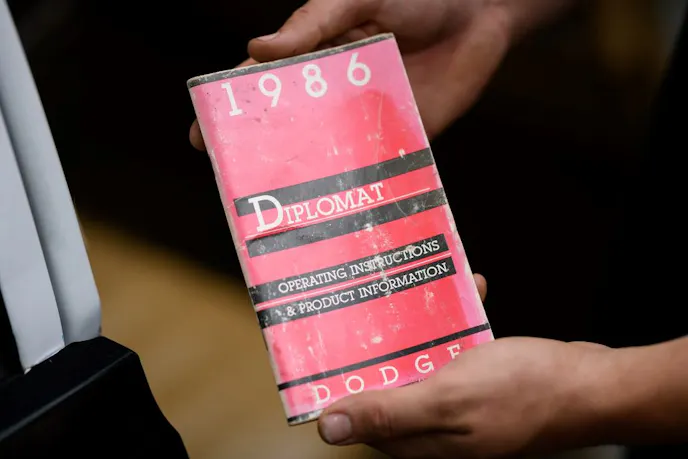 1986
DIPLOMAT
OPERATING INSTRUCTIONS
& PRODUCT INFORMATION
DODGE